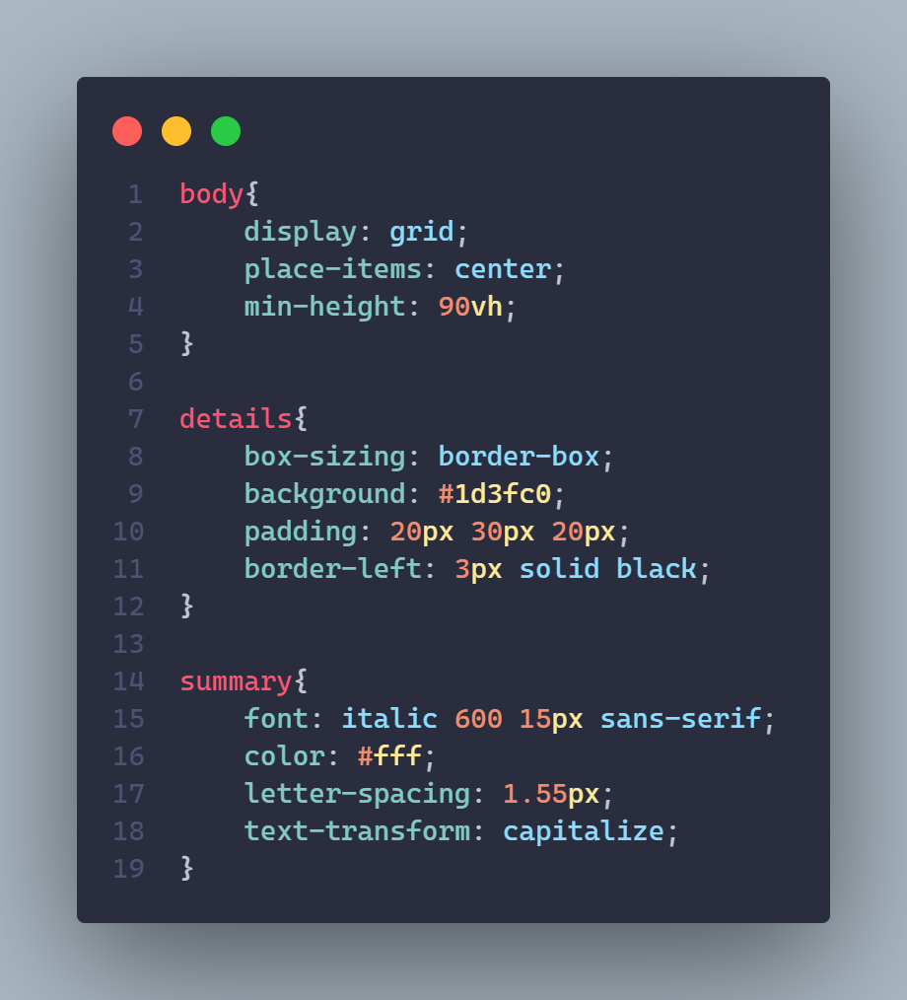 1 body{
2     display: grid;
3     place-items: center;
4     min-height: 90vh;
5 }
6
7 details{
8     box-sizing: border-box;
9     background: #1d3fc0;
10     padding: 20px 30px 20px;
11     border-left: 3px solid black;
12 }
13
14 summary{
15     font: italic 600 15px sans-serif;
16     color: #fff;
17     letter-spacing: 1.55px;
18     text-transform: capitalize;
19 }